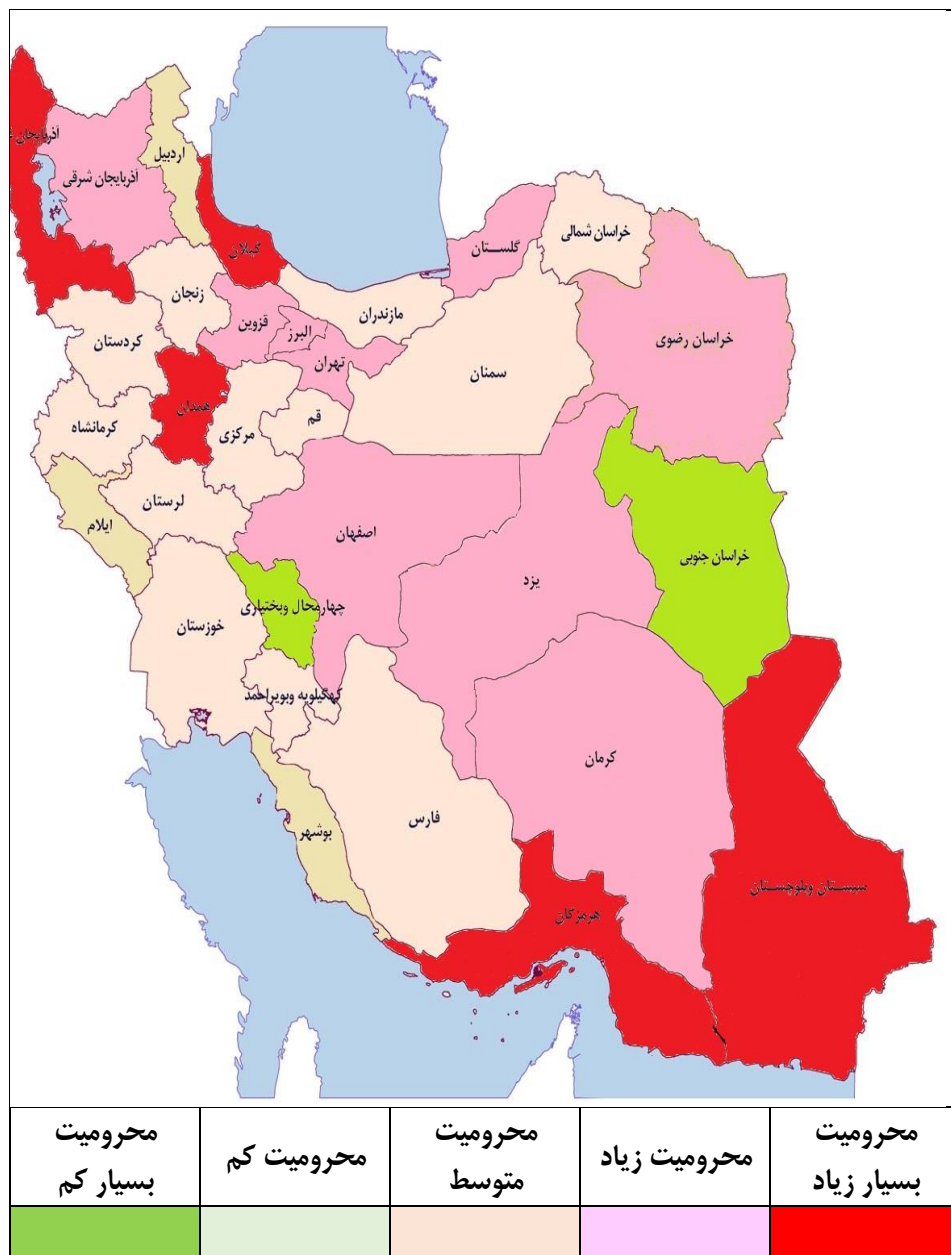 آذربایجان غ
آذربایجان شرقی
اردبیل
گیلان
گلستان
خراسان شمالی
زنجان
مازندران
قزوین
البرز
خراسان رضوی
کردستان
تهران
سمنان
همدان
قم
کرمانشاه
مرکزی
لرستان
ایلام
اصفهان
خراسان جنوبی
یزد
چهارمحال وبختیاری
خوزستان
کهگیلویه وبویراحمد
کرمان
فارس
بوشهر
سیستان وبلوچستان
هرمزگان
محرومیت بسیار زیاد
محرومیت زیاد
محرومیت متوسط
محرومیت کم
محرومیت بسیار کم